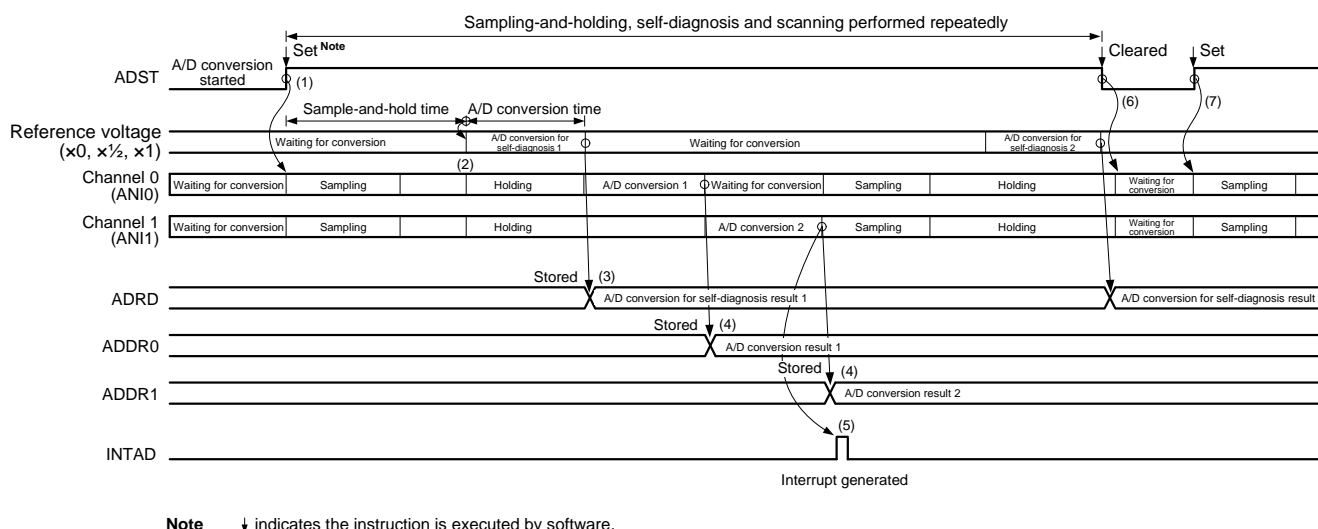 Sampling-and-holding, self-diagnosis and scanning performed repeatedly
Set Note
Cleared
Set
ADST
A/D conversion
started
(1)
(6)
(7)
Sample-and-hold time
A/D conversion time
Reference voltage
(×0, ×½, ×1)
Waiting for conversion
A/D conversion for
self-diagnosis 1
Waiting for conversion
A/D conversion for
self-diagnosis 2
(2)
Channel 0
(ANI0)
Waiting for conversion
Sampling
Holding
A/D conversion 1
Waiting for conversion
Sampling
Holding
Waiting for
conversion
Sampling
Channel 1
(ANI1)
Waiting for conversion
Sampling
Holding
A/D conversion 2
Sampling
Holding
Waiting for
conversion
Sampling
Stored
(3)
ADRD
A/D conversion for self-diagnosis result 1
A/D conversion for self-diagnosis result
Stored
(4)
ADDR0
A/D conversion result 1
Stored
(4)
ADDR1
A/D conversion result 2
(5)
INTAD
Interrupt generated
Note ↓ indicates the instruction is executed by software.